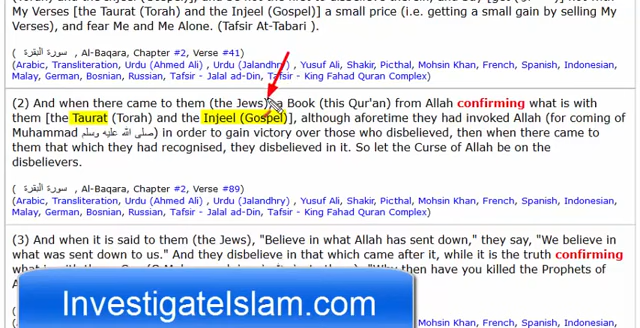 My Verses [the Taurat (Torah) and the Injeel (Gospel)] a small price (i.e. getting a small gain by selling My
Verses), and fear Me and Me Alone. (Tafsir At-Tabari ).
( سورة البقرة , Al-Baqara, Chapter #2, Verse #41)
(Arabic, Transliteration, Urdu (Ahmed Ali) , Urdu (Jalandhry) , Yusuf Ali, Shakir, Picthal, Mohsin Khan, French, Spanish, Indonesian,
Malay, German, Bosnian, Russian, Tafsir - Jalal ad-Din, Tafsir - King Fahad Quran Complex)
(2) And when there came to them (the Jews), a Book (this Qur'an) from Allah confirming what is with
them [the Taurat (Torah) and the Injeel (Gospel)], although aforetime they had invoked Allah (for coming of
Muhammad صلى الله عليه وسلم) in order to gain victory over those who disbelieved, then when there came to
them that which they had recognised, they disbelieved in it. So let the Curse of Allah be on the
disbelievers.
( سورة البقرة , Al-Baqara, Chapter #2, Verse #89)
(Arabic, Transliteration, Urdu (Ahmed Ali) , Urdu (Jalandhry) , Yusuf Ali, Shakir, Picthal, Mohsin Khan, French, Spanish, Indonesian,
Malay, German, Bosnian, Russian, Tafsir - Jalal ad-Din, Tafsir - King Fahad Quran Complex)
(3) And when it is said to them (the Jews), "Believe in what Allah has sent down," they say, "We believe in
what was sent down to us." And they disbelieve in that which came after it, while it is the truth confirming
then have you killed the Prophets of
InvestigateIslam.com
Mohsin Khan, French, Spanish, Indonesian,